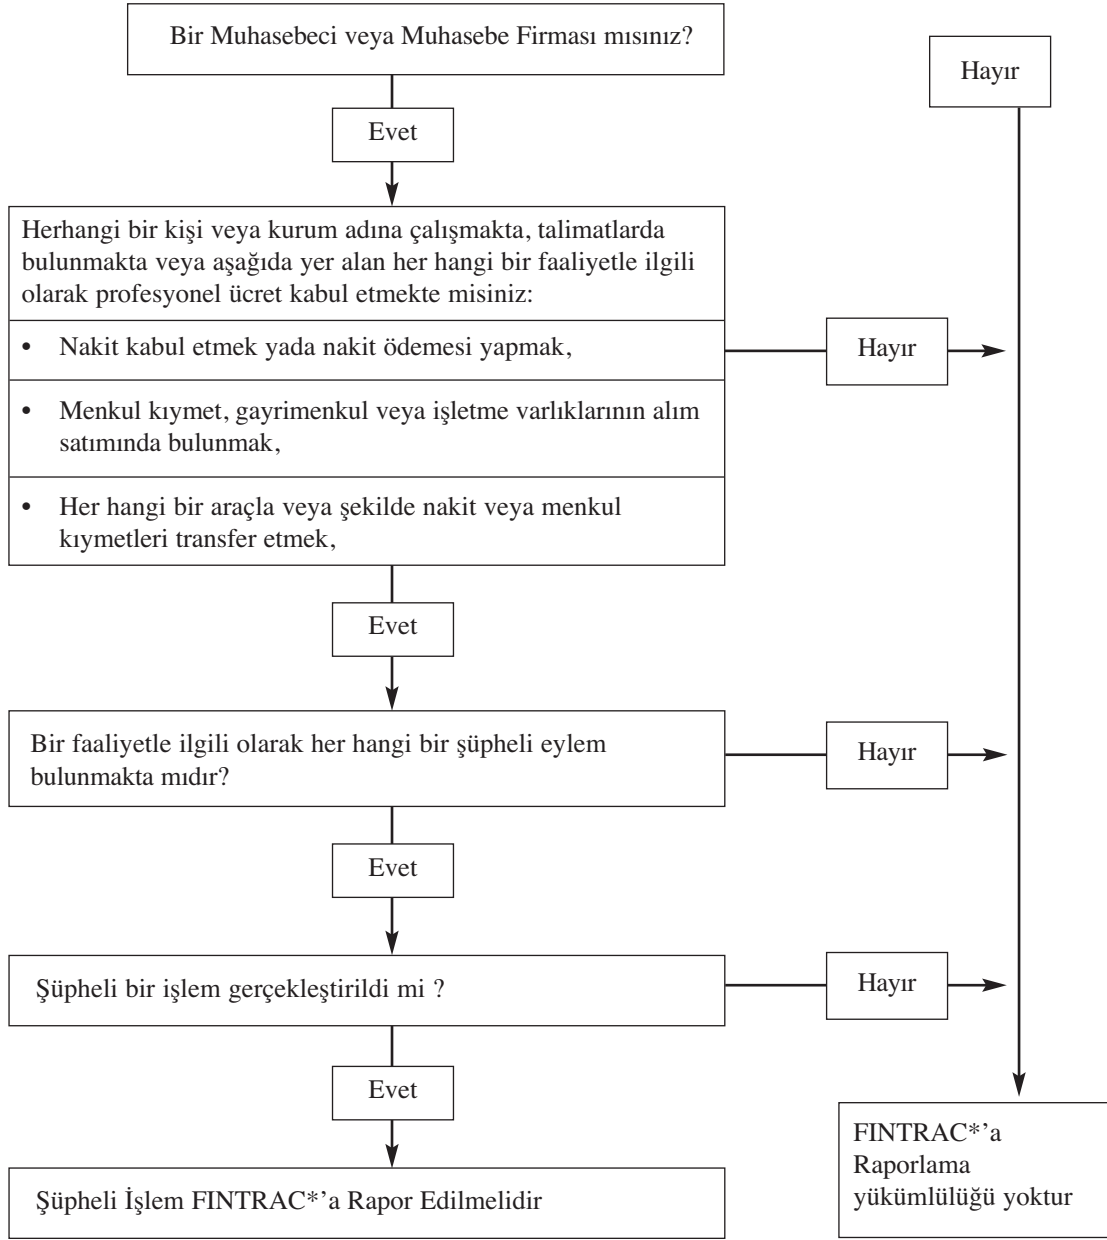 Bir Muhasebeci veya Muhasebe Firması mısınız?
Hayır
Evet
Herhangi bir kişi veya kurum adına çalışmakta, talimatlarda
bulunmakta veya aşağıda yer alan her hangi bir faaliyetle ilgili
olarak profesyonel ücret kabul etmekte misiniz:
• Nakit kabul etmek yada nakit ödemesi yapmak,
Hayır
• Menkul kıymet, gayrimenkul veya işletme varlıklarının alım
satımında bulunmak,
• Her hangi bir araçla veya şekilde nakit veya menkul
kıymetleri transfer etmek,
Evet
Bir faaliyetle ilgili olarak her hangi bir şüpheli eylem
bulunmakta mıdır?
Hayır
Evet
Şüpheli bir işlem gerçekleştirildi mi ?
Hayır
Evet
Şüpheli İşlem FINTRAC*’a Rapor Edilmelidir
FINTRAC*’a
Raporlama
yükümlülüğü yoktur